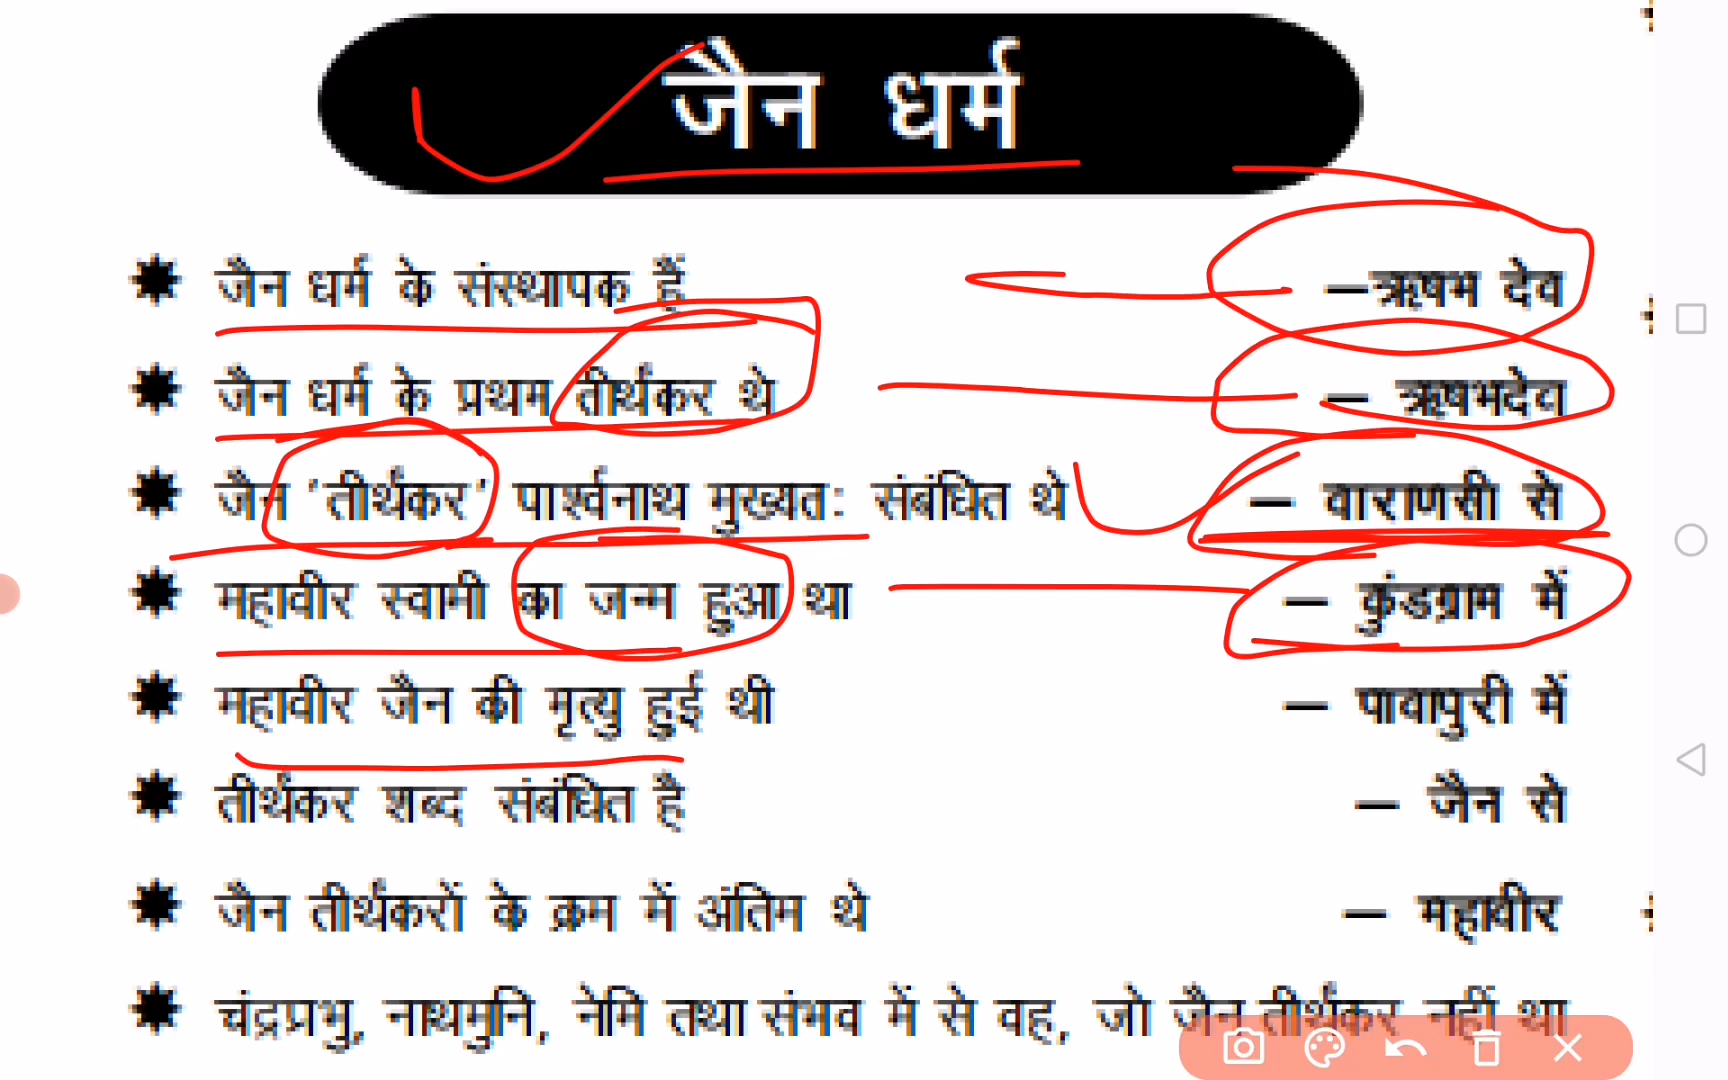 जैन धर्म
✸ जैन धर्म के संस्थापक हैं —ऋषभ देव
✸ जैन धर्म के प्रथम तीर्थंकर थे — ऋषभदेव
✸ जैन ‘तीर्थंकर’ पार्श्वनाथ मुख्यत: संबंधित थे — वाराणसी से
✸ महावीर स्वामी का जन्म हुआ था — कुंडग्राम में
✸ महावीर जैन की मृत्यु हुई थी — पावापुरी में
✸ तीर्थंकर शब्द संबंधित है — जैन से
✸ जैन तीर्थंकरों के क्रम में अंतिम थे — महावीर
✸ चंद्रप्रभु, नाथमुनि, नेमि तथा संभव में से वह, जो जैन तीर्थंकर नहीं था